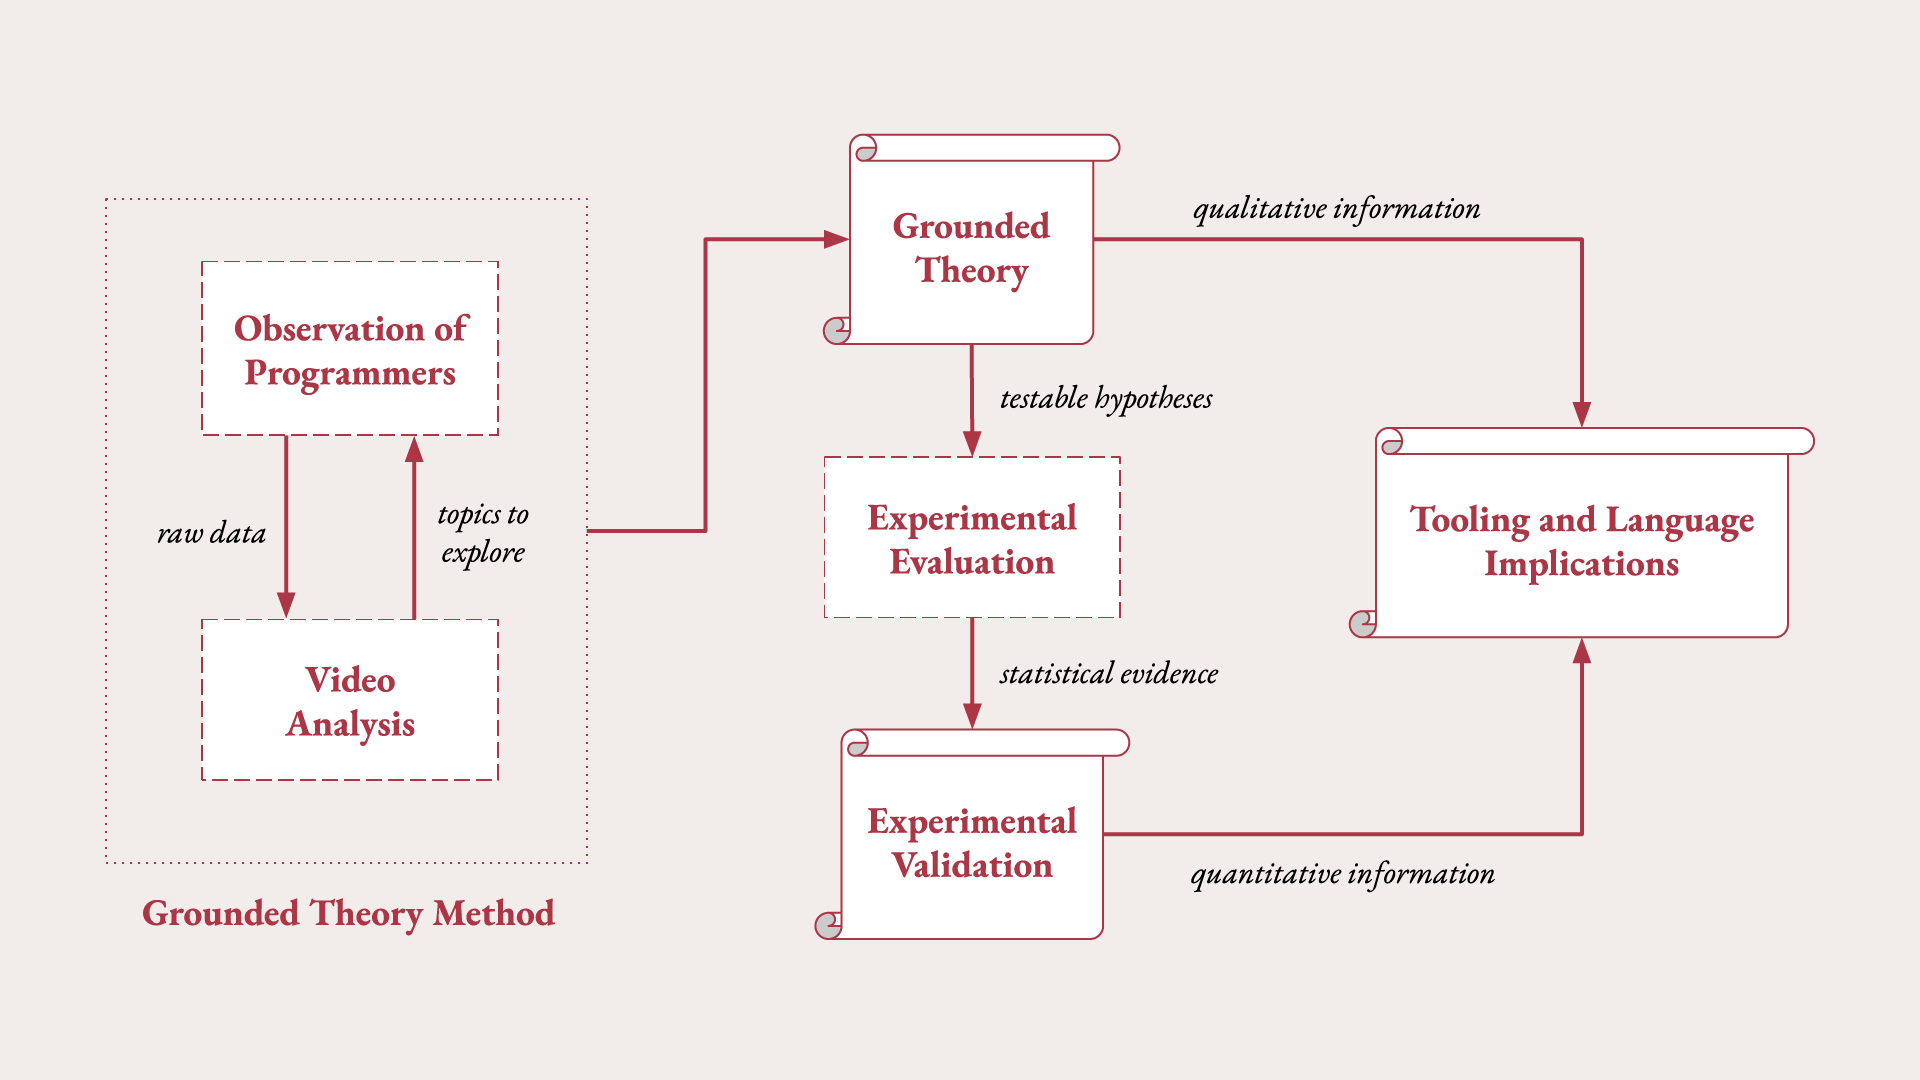 Observation of
Programmers
raw data
topics to
explore
Video
Analysis
Grounded Theory Method
Grounded
Theory
qualitative information
testable hypotheses
Experimental
Evaluation
statistical evidence
Experimental
Validation
quantitative information
Tooling and Language
Implications